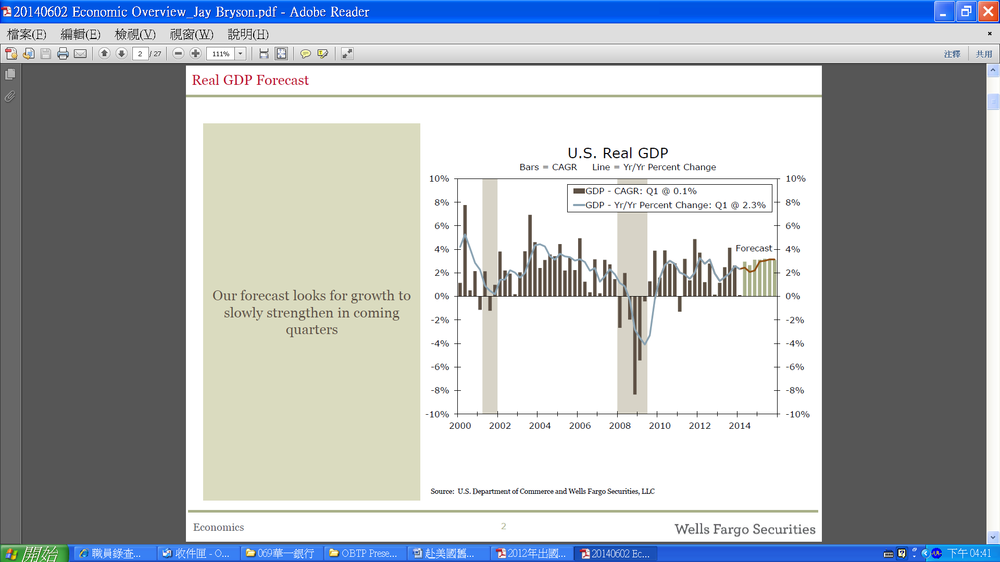 20140602 Economic Overview_Jay Bryson.pdf - Adobe Reader
檔案(F) 編輯(E) 檢視(V) 視窗(W) 說明(H)
2 / 27 111% 注釋 共用
Real GDP Forecast
Our forecast looks for growth to
slowly strengthen in coming
quarters
U.S. Real GDP
Bars = CAGR Line = Yr/Yr Percent Change
GDP - CAGR: Q1 @ 0.1%
GDP - Yr/Yr Percent Change: Q1 @ 2.3%
Forecast
10% 10%
8% 8%
6% 6%
4% 4%
2% 2%
0% 0%
-2% -2%
-4% -4%
-6% -6%
-8% -8%
-10% -10%
2000 2002 2004 2006 2008 2010 2012 2014
Source: U.S. Department of Commerce and Wells Fargo Securities, LLC
Economics 2 Wells Fargo Securities
開始 職員錄查... 收件匣 - O... 069華一銀行 OBTP Prese... 赴美國舊... 2012年出國... 20140602 Ec... 下午 04:41